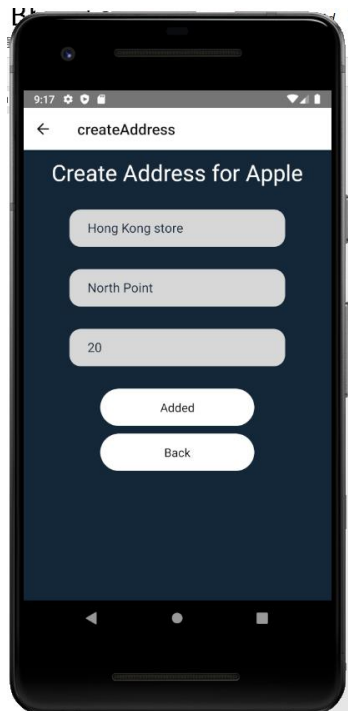 9:17
createAddress
Create Address for Apple
Hong Kong store
North Point
20
Added
Back